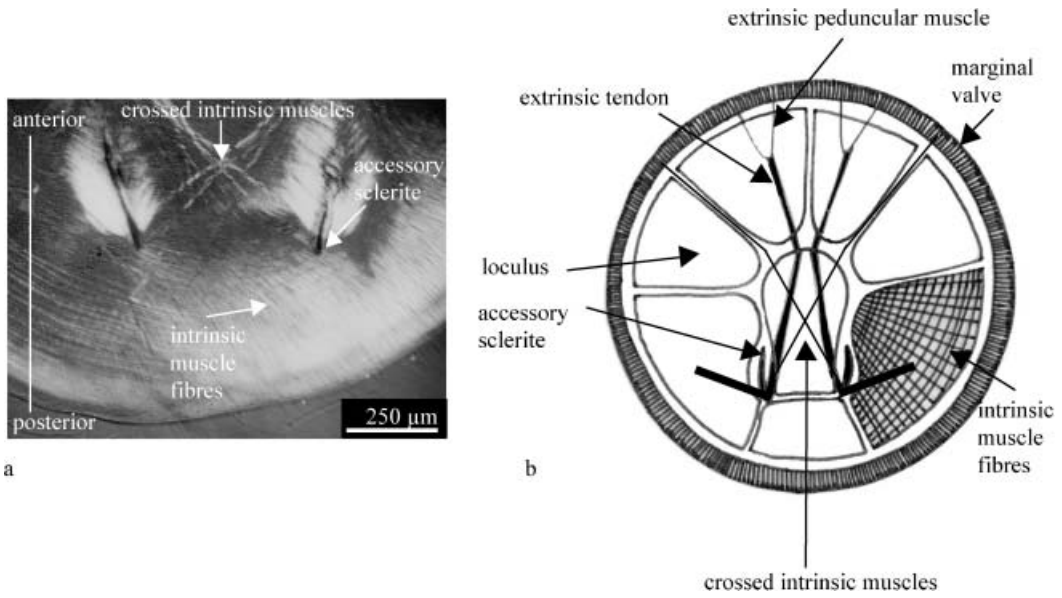 crossed intrinsic muscles
anterior
accessory
sclerite
intrinsic
muscle
fibres
posterior
250 µm
a
extrinsic peduncular muscle
marginal
valve
extrinsic tendon
loculus
accessory
sclerite
intrinsic
muscle
fibres
b
crossed intrinsic muscles